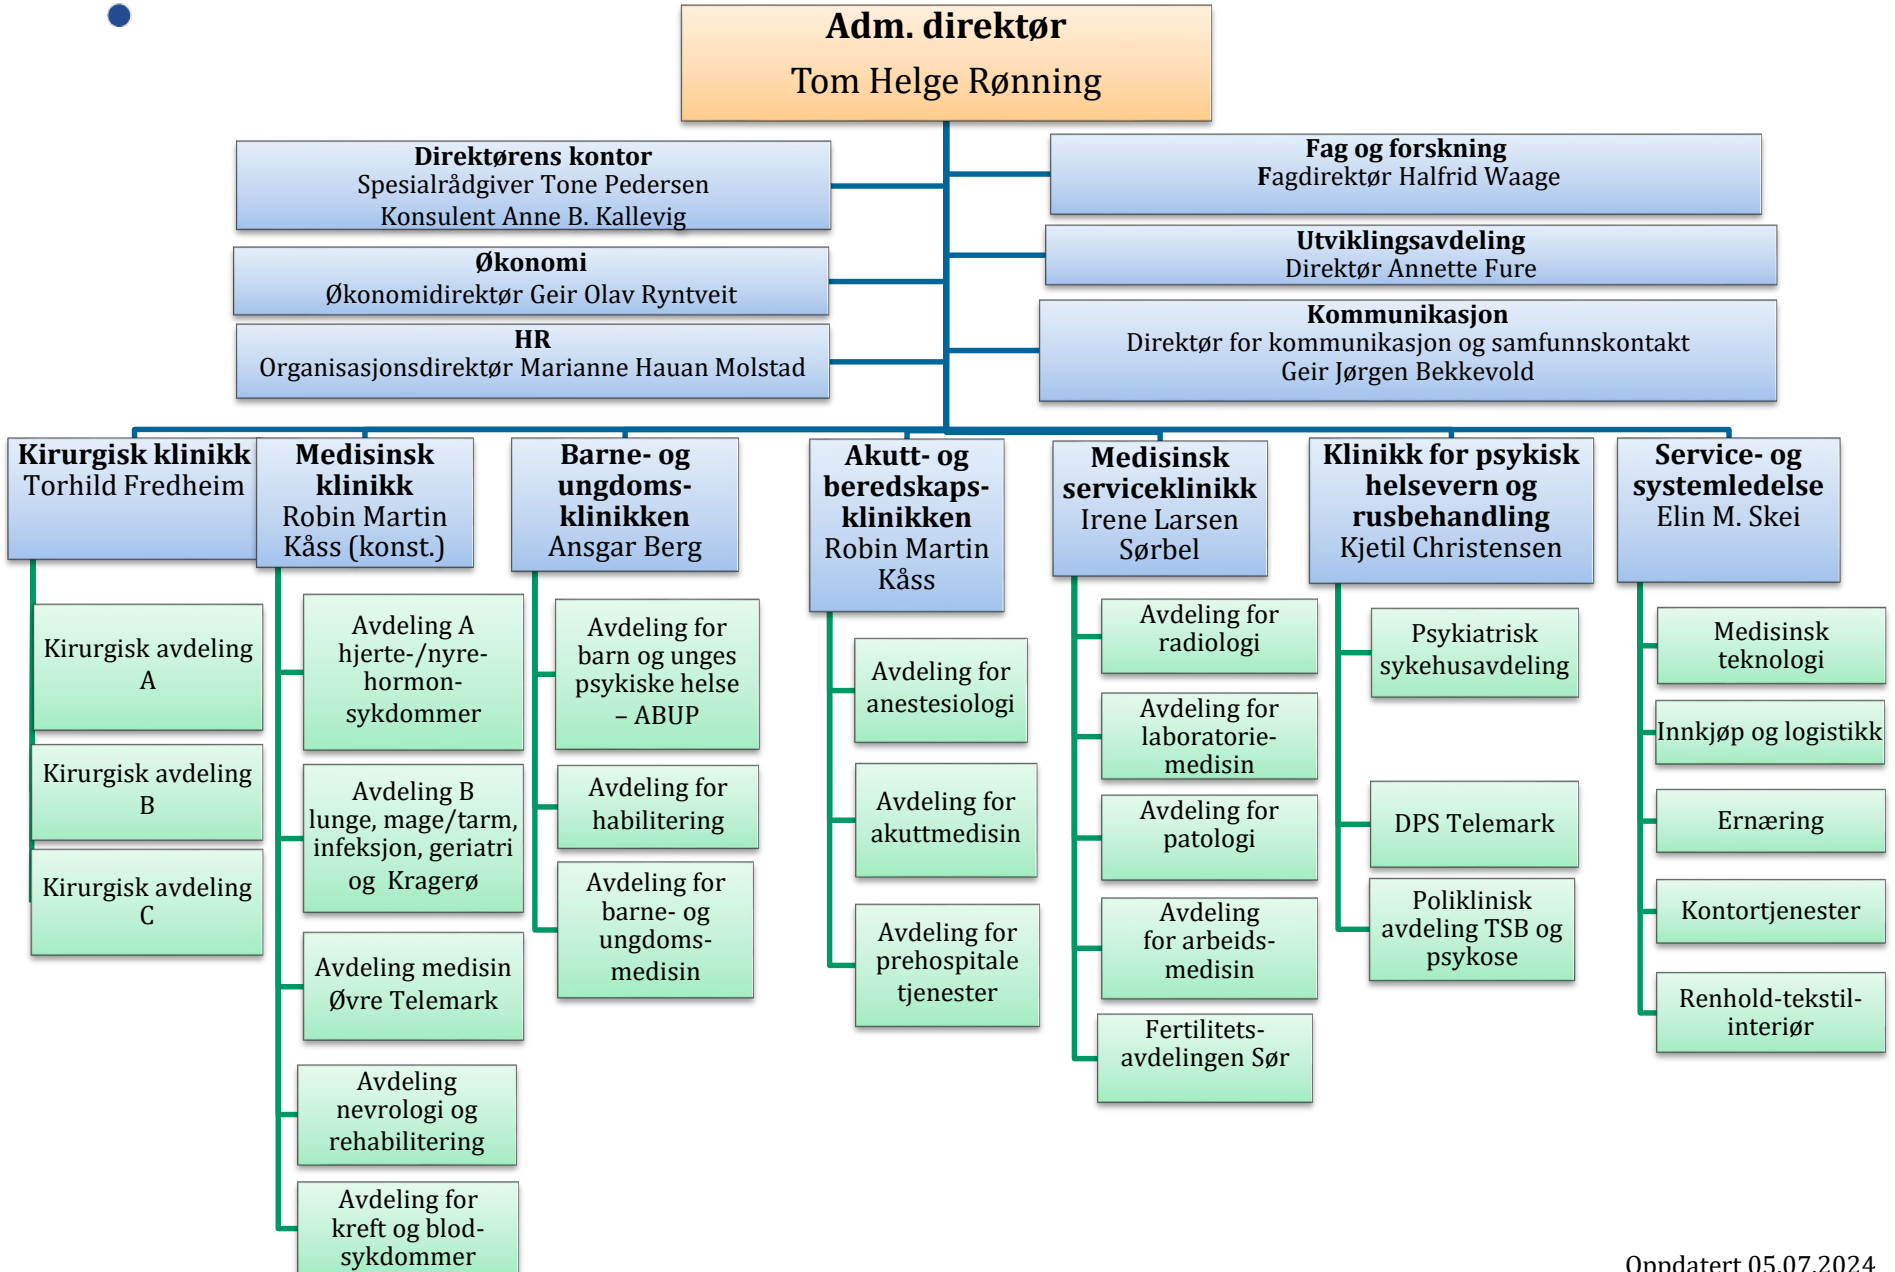 Adm. direktør
Tom Helge Rønning
Direktørens kontor
Spesialrådgiver Tone Pedersen
Konsulent Anne B. Kallevig
Økonomi
Økonomidirektør Geir Olav Ryntveit
HR
Organisasjonsdirektør Marianne Hauan Molstad
Fag og forskning
Fagdirektør Halfrid Waage
Utviklingsavdeling
Direktør Annette Fure
Kommunikasjon
Direktør for kommunikasjon og samfunnskontakt
Geir Jørgen Bekkevold
Kirurgisk klinikk
Torhild Fredheim
Kirurgisk avdeling
A
Kirurgisk avdeling
B
Kirurgisk avdeling
C
Medisinsk
klinikk
Robin Martin
Kåss (konst.)
Avdeling A
hjerte-/nyre-
hormon-
sykdommer
Avdeling B
lunge, mage/tarm,
infeksjon, geriatri
og Kragerø
Avdeling medisin
Øvre Telemark
Avdeling
nevrologi og
rehabilitering
Avdeling for
kreft og blod-
sykdommer
Barne- og
ungdoms-
klinikken
Ansgar Berg
Avdeling for
barn og unges
psykiske helse
– ABUP
Avdeling for
habilitering
Avdeling for
barne- og
ungdoms-
medisin
Akutt- og
beredskaps-
klinikken
Robin Martin
Kåss
Avdeling for
anestesiologi
Avdeling for
akuttmedisin
Avdeling for
prehospitale
tjenester
Medisinsk
serviceklinikk
Irene Larsen
Sørbel
Avdeling for
radiologi
Avdeling for
laboratorie-
medisin
Avdeling for
patologi
Avdeling
for arbeids-
medisin
Fertilitets-
avdelingen Sør
Klinikk for psykisk
helsevern og
rusbehandling
Kjetil Christensen
Psykiatrisk
sykehusavdeling
DPS Telemark
Poliklinisk
avdeling TSB og
psykose
Service- og
systemledelse
Elin M. Skei
Medisinsk
teknologi
Innkjøp og logistikk
Ernæring
Kontortjenester
Renhold-tekstil-
interiør
Oppdatert 05.07.2024